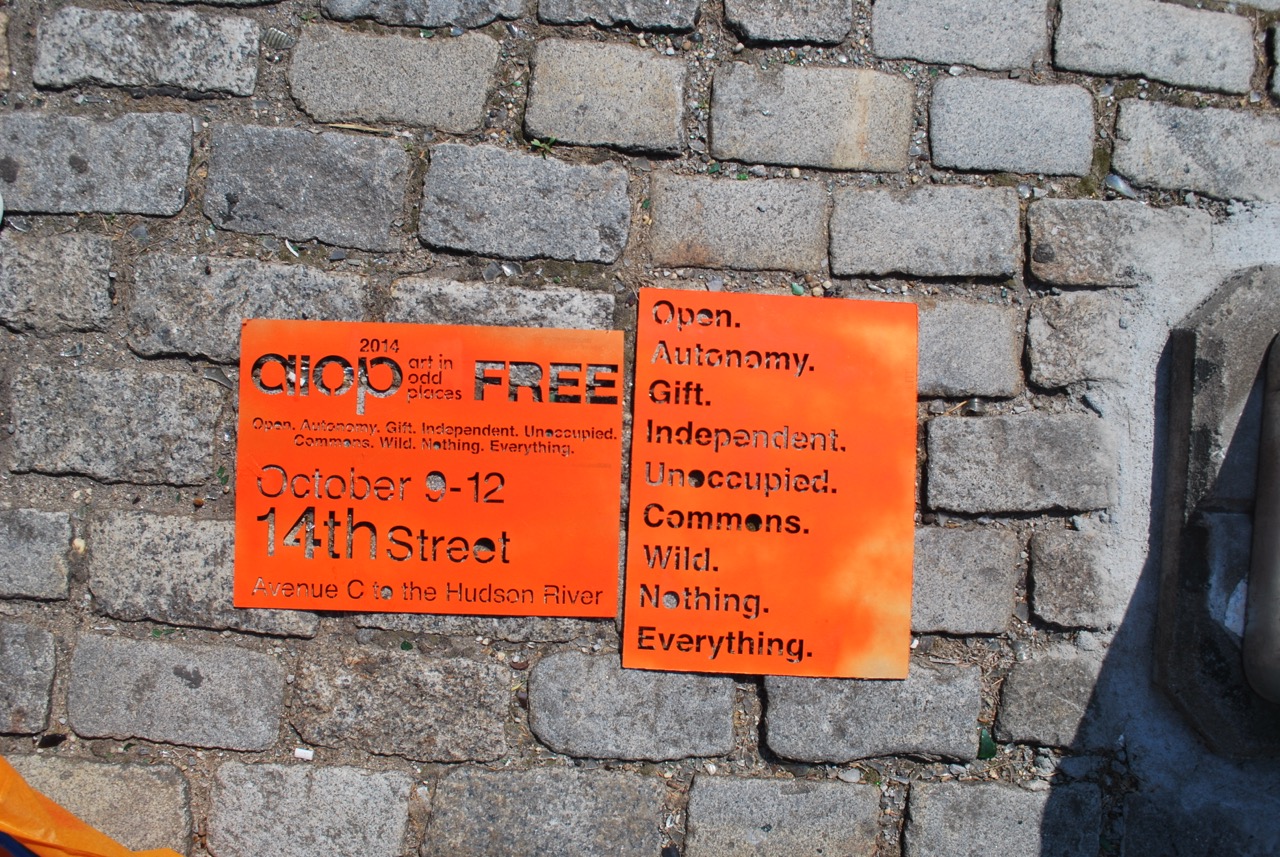 2014
aiop
art in
odd
places
FREE
Open. Autonomy. Gift. Independent. Unoccupied.
Commons. Wild. Nothing. Everything.
October 9-12
14th Street
Avenue C to the Hudson River
Open.
Autonomy.
Gift.
Independent.
Unoccupied.
Commons.
Wild.
Nothing.
Everything.